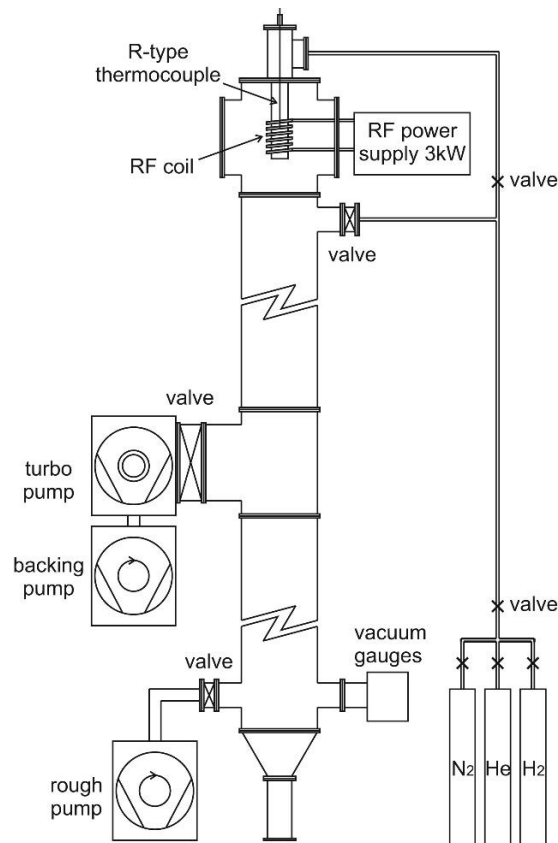 R-type
thermocouple
RF coil
RF power
supply 3kW
valve
valve
valve
turbo
pump
backing
pump
valve
valve
vacuum
gauges
N2
He
H2
rough
pump